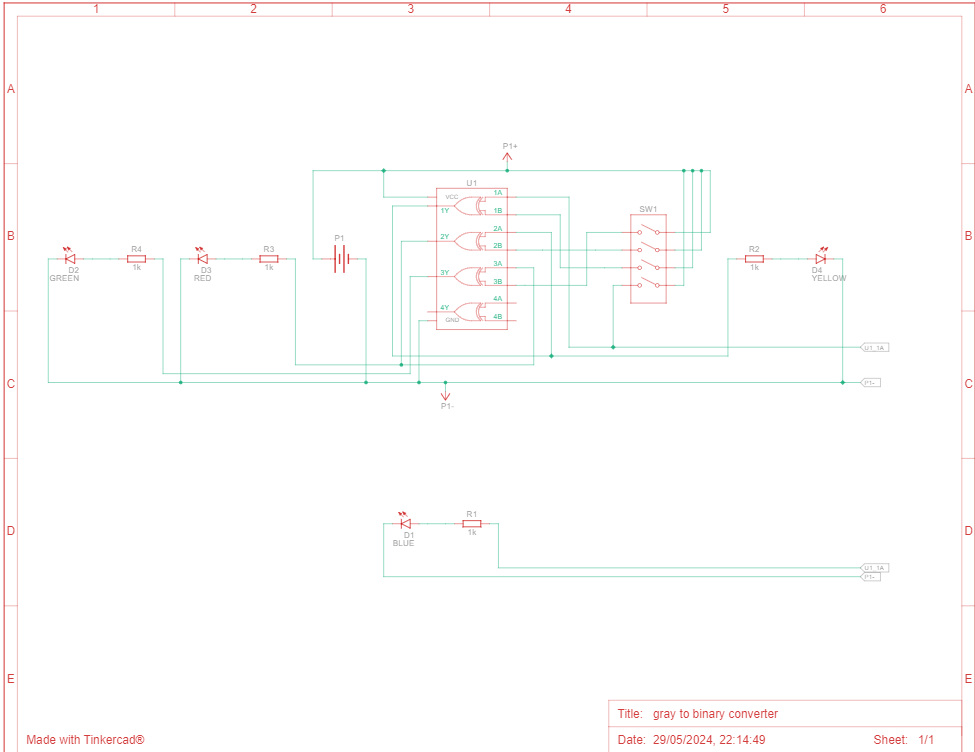 1 2 3 4 5 6
A A
P1+
U1
VCC 1A
1Y 1B
SW1
2A
B 2Y 2B B
P1
R4 R3 R2
3A
1k 1k 1k
D2 D3 3Y D4
GREEN RED 3B YELLOW
4A
4Y
GND 4B
U1_1A
C P1- C
P1-
R1
D D
1k
D1
BLUE
U1_1A
P1-
E E
Title: gray to binary converter
Made with Tinkercad® Date: 29/05/2024, 22:14:49 Sheet: 1/1